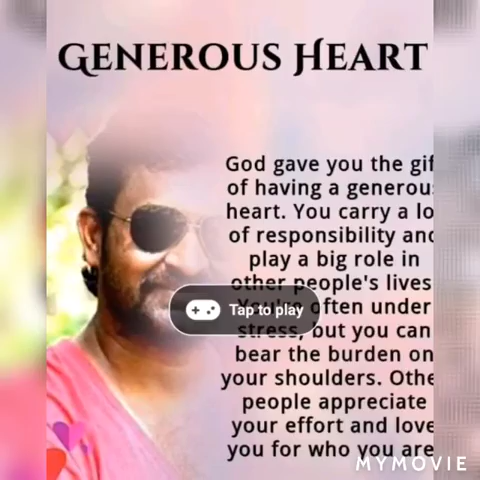 GENEROUS HEART
God gave you the gif
of having a generou
heart. You carry a lo
of responsibility and
play a big role in
other people's lives
You're often under
stress, but you can
bear the burden on
your shoulders. Othe
people appreciate
your effort and love
you for who you are
Tap to play
MYMOVIE